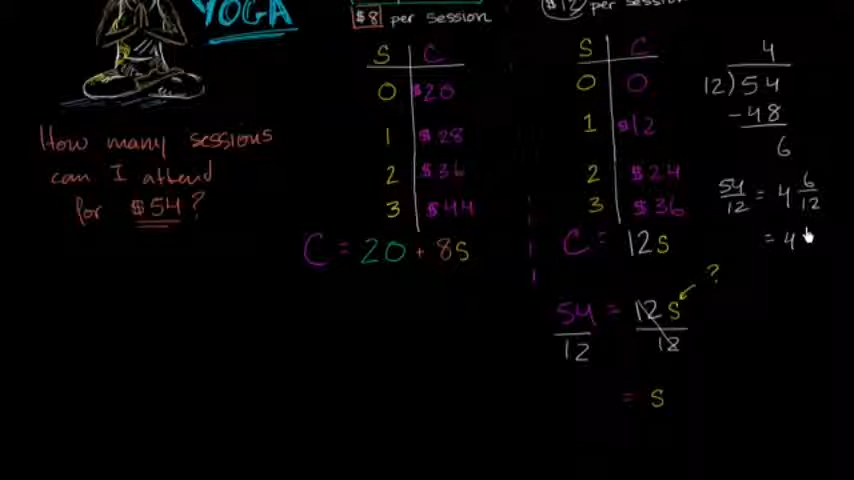 YOGA
$8 per session
$12 per session
S C
0 $20
1 $28
2 $36
3 $44
C = 20 + 8s
S C
0 0
1 $12
2 $24
3 $36
C = 12s
54 = 12 s
12 12
= s
?
4
12)54
-48
6
54/12 = 4 6/12
= 4
How many sessions
can I attend
for $54?